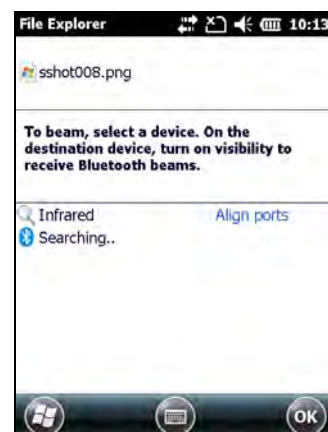 File Explorer 10:13
sshot008.png
To beam, select a device. On the
destination device, turn on visibility to
receive Bluetooth beams.
Infrared Align ports
Searching..
OK